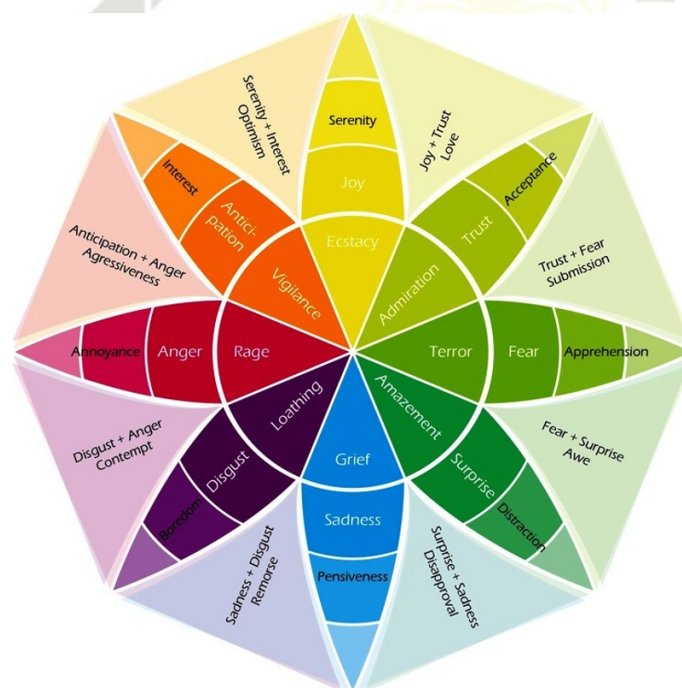 Serenity + Interest
Optimism
Joy + Trust
Love
Trust + Fear
Submission
Fear + Surprise
Awe
Surprise + Sadness
Disapproval
Sadness + Disgust
Remorse
Disgust + Anger
Contempt
Anticipation + Anger
Agressiveness
Serenity
Joy
Ecstacy
Acceptance
Trust
Admiration
Apprehension
Fear
Terror
Distraction
Surprise
Amazement
Pensiveness
Sadness
Grief
Boredom
Disgust
Loathing
Annoyance
Anger
Rage
Interest
Antici-
pation
Vigilance